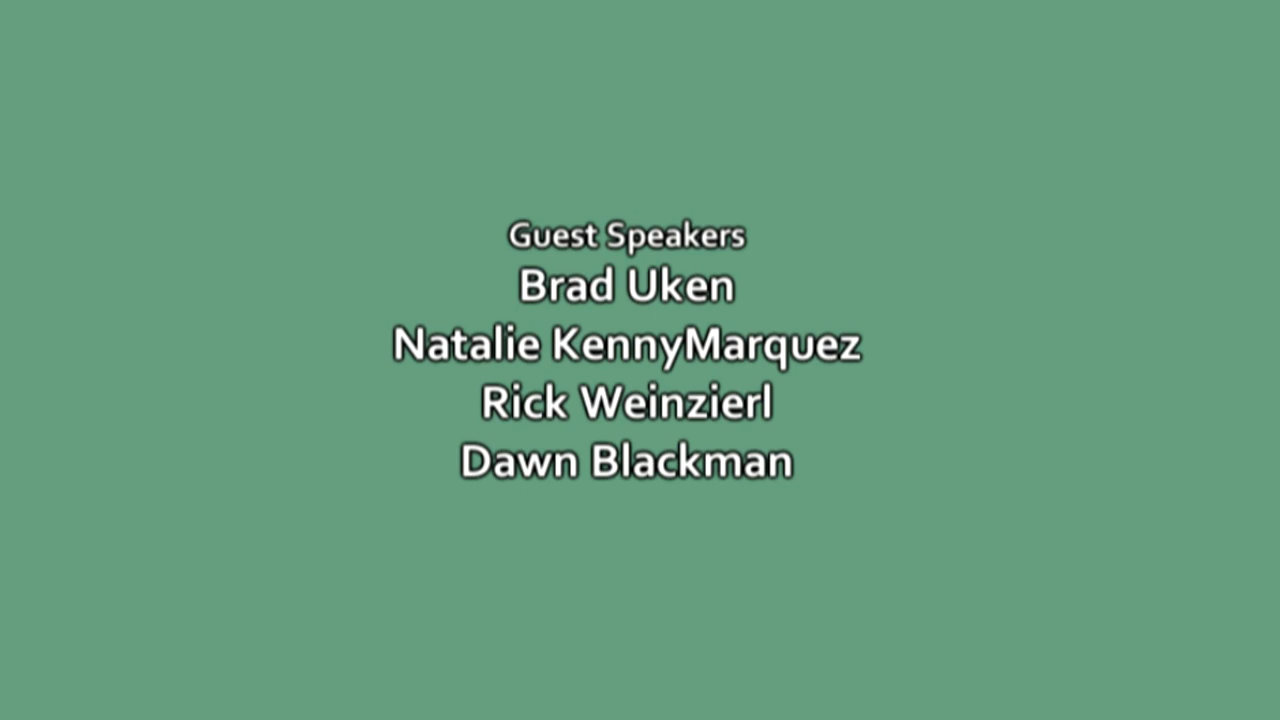 Guest Speakers
Brad Uken
Natalie KennyMarquez
Rick Weinzierl
Dawn Blackman